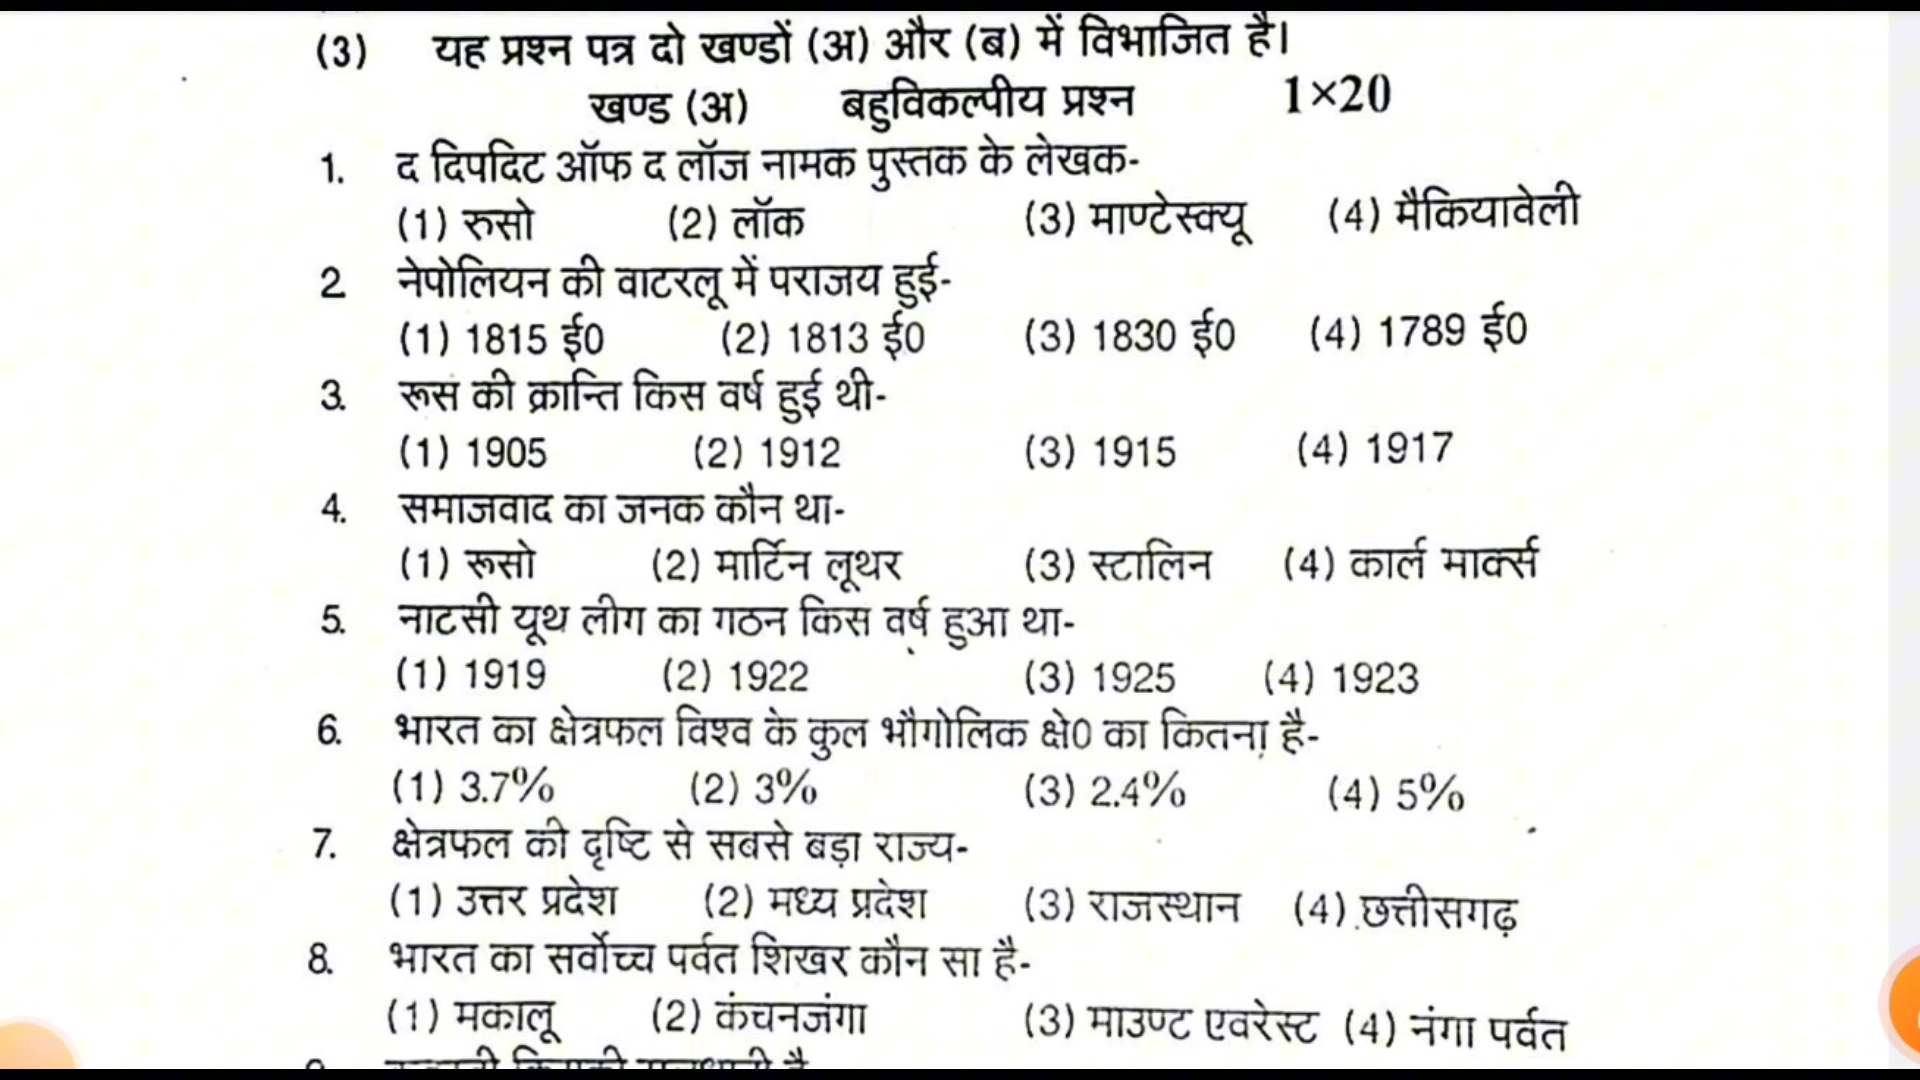 (3) यह प्रश्न पत्र दो खण्डों (अ) और (ब) में विभाजित है।
खण्ड (अ) बहुविकल्पीय प्रश्न 1×20
1. द दिपदिट ऑफ द लॉज नामक पुस्तक के लेखक-
(1) रुसो (2) लॉक (3) माण्टेस्क्यू (4) मैकियावेली
2 नेपोलियन की वाटरलू में पराजय हुई-
(1) 1815 ई0 (2) 1813 ई0 (3) 1830 ई0 (4) 1789 ई0
3. रूस की क्रान्ति किस वर्ष हुई थी-
(1) 1905 (2) 1912 (3) 1915 (4) 1917
4. समाजवाद का जनक कौन था-
(1) रूसो (2) मार्टिन लूथर (3) स्टालिन (4) कार्ल मार्क्स
5. नाटसी यूथ लीग का गठन किस वर्ष हुआ था-
(1) 1919 (2) 1922 (3) 1925 (4) 1923
6. भारत का क्षेत्रफल विश्व के कुल भौगोलिक क्षे0 का कितना है-
(1) 3.7% (2) 3% (3) 2.4% (4) 5%
7. क्षेत्रफल की दृष्टि से सबसे बड़ा राज्य-
(1) उत्तर प्रदेश (2) मध्य प्रदेश (3) राजस्थान (4) छत्तीसगढ़
8. भारत का सर्वोच्च पर्वत शिखर कौन सा है-
(1) मकालू (2) कंचनजंगा (3) माउण्ट एवरेस्ट (4) नंगा पर्वत